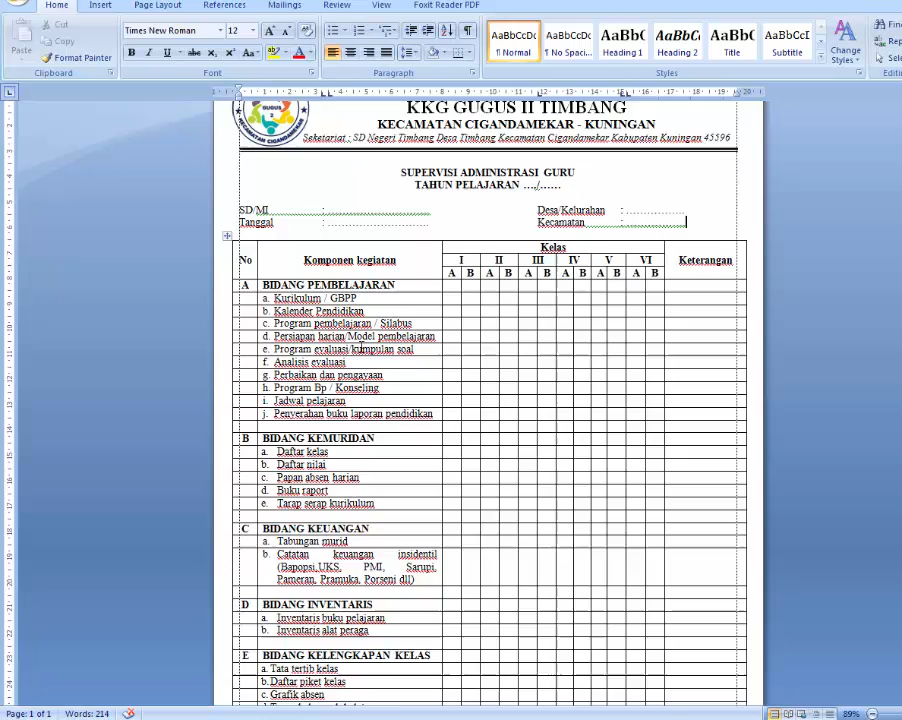 Home Insert Page Layout References Mailings Review View Foxit Reader PDF
Cut Copy Format Painter Paste Clipboard
Times New Roman 12 Font
Paragraph
AaBbCcDc AaBbCcDc AaBbC AaBbC AaBb( AaBbCcI
¶ Normal ¶ No Spaci... Heading 1 Heading 2 Title Subtitle
Change Styles
Styles
KKG GUGUS II TIMBANG
KECAMATAN CIGANDAMEKAR - KUNINGAN
Seketariat : SD Negeri Timbang Desa Timbang Kecamatan Cigandamekar Kabupaten Kuningan 45596
SUPERVISI ADMINISTRASI GURU
TAHUN PELAJARAN …./……
SD/MI : ............................ Desa/Kelurahan : ................
Tanggal : ............................ Kecamatan : ................
No Komponen kegiatan Kelas Keterangan
I II III IV V VI
A B A B A B A B A B A B
A BIDANG PEMBELAJARAN
a. Kurikulum / GBPP
b. Kalender Pendidikan
c. Program pembelajaran / Silabus
d. Persiapan harian/Model pembelajaran
e. Program evaluasi/kumpulan soal
f. Analisis evaluasi
g. Perbaikan dan pengayaan
h. Program Bp / Konseling
i. Jadwal pelajaran
j. Penyerahan buku laporan pendidikan
B BIDANG KEMURIDAN
a. Daftar kelas
b. Daftar nilai
c. Papan absen harian
d. Buku raport
e. Tarap serap kurikulum
C BIDANG KEUANGAN
a. Tabungan murid
b. Catatan keuangan insidentil
(Bapopsi,UKS, PMI, Sarupi,
Pameran, Pramuka, Porseni dll)
D BIDANG INVENTARIS
a. Inventaris buku pelajaran
b. Inventaris alat peraga
E BIDANG KELENGKAPAN KELAS
a. Tata tertib kelas
b. Daftar piket kelas
c. Grafik absen
Page: 1 of 1 Words: 214 89%